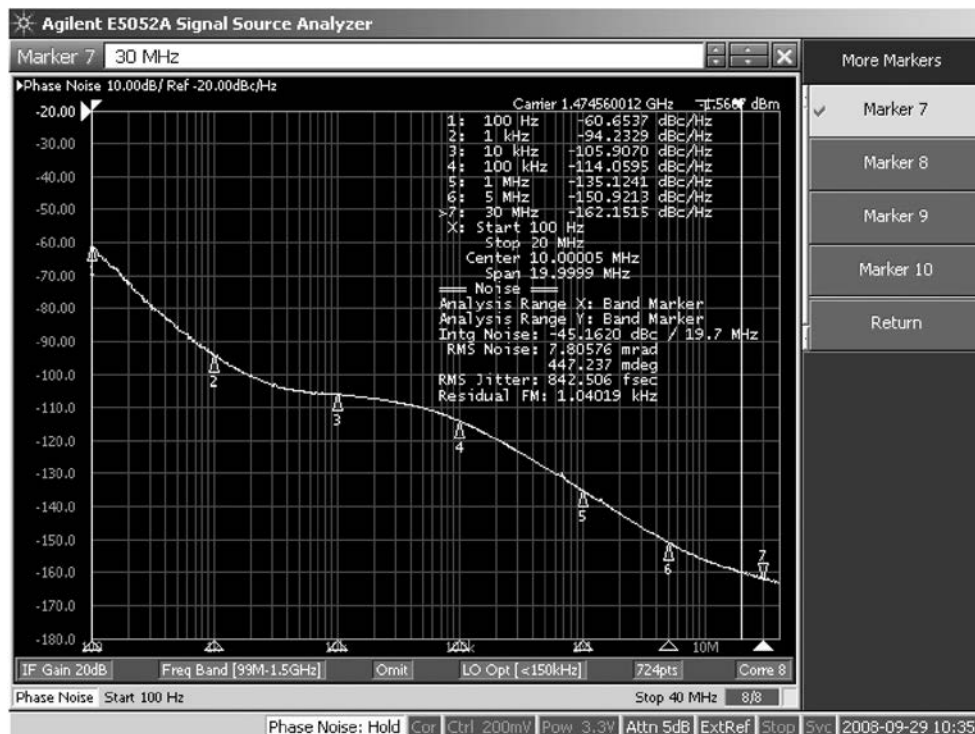 Agilent E5052A Signal Source Analyzer
Marker 7 30 MHz
More Markers
Marker 7
Marker 8
Marker 9
Marker 10
Return
Phase Noise 10.00dB/ Ref -20.00dBc/Hz
Carrier 1.474560012 GHz dBm
1: 100 Hz -60.6537 dBc/Hz
2: 1 kHz -94.2329 dBc/Hz
3: 10 kHz -105.9070 dBc/Hz
4: 100 kHz -114.0595 dBc/Hz
5: 1 MHz -135.1241 dBc/Hz
6: 5 MHz -150.9213 dBc/Hz
>7: 30 MHz -162.1515 dBc/Hz
X: Start 100 Hz
Stop 20 MHz
Center 10.00005 MHz
Span 19.9999 MHz
=== Noise ===
Analysis Range X: Band Marker
Analysis Range Y: Band Marker
Intg Noise: -45.1620 dBc / 19.7 MHz
RMS Noise: 7.80576 mrad
447.237 mdeg
RMS Jitter: 842.506 fsec
Residual FM: 1.04019 kHz
-20.00
-30.00
-40.00
-50.00
-60.00
-70.00
-80.00
-90.00
-100.0
-110.0
-120.0
-130.0
-140.0
-150.0
-160.0
-180.0
2
3
4
5
6
7
10M
IF Gain 20dB Freq Band [99M-1.5GHz] Omit LO Opt [<150kHz] 724pts Corre 8
Phase Noise Start 100 Hz Stop 40 MHz 8/8
Phase Noise: Hold Cor Ctrl 200mV Pow 3.3V Attn 5dB ExtRef Stop Svc 2008-09-29 10:35